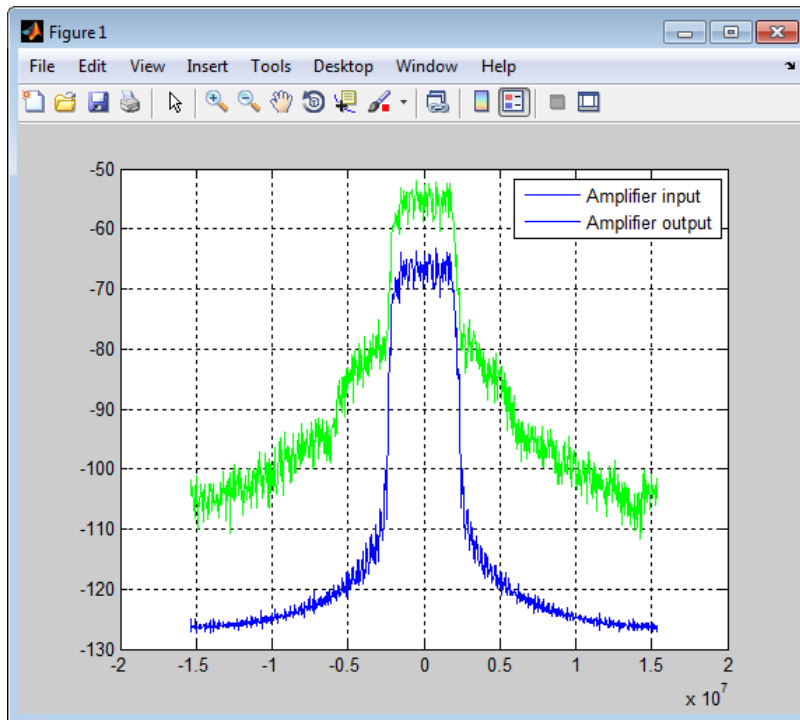 Figure 1
File Edit View Insert Tools Desktop Window Help
Amplifier input
Amplifier output
-50
-60
-70
-80
-90
-100
-110
-120
-130
-2 -1.5 -1 -0.5 0 0.5 1 1.5 2
x 10^7